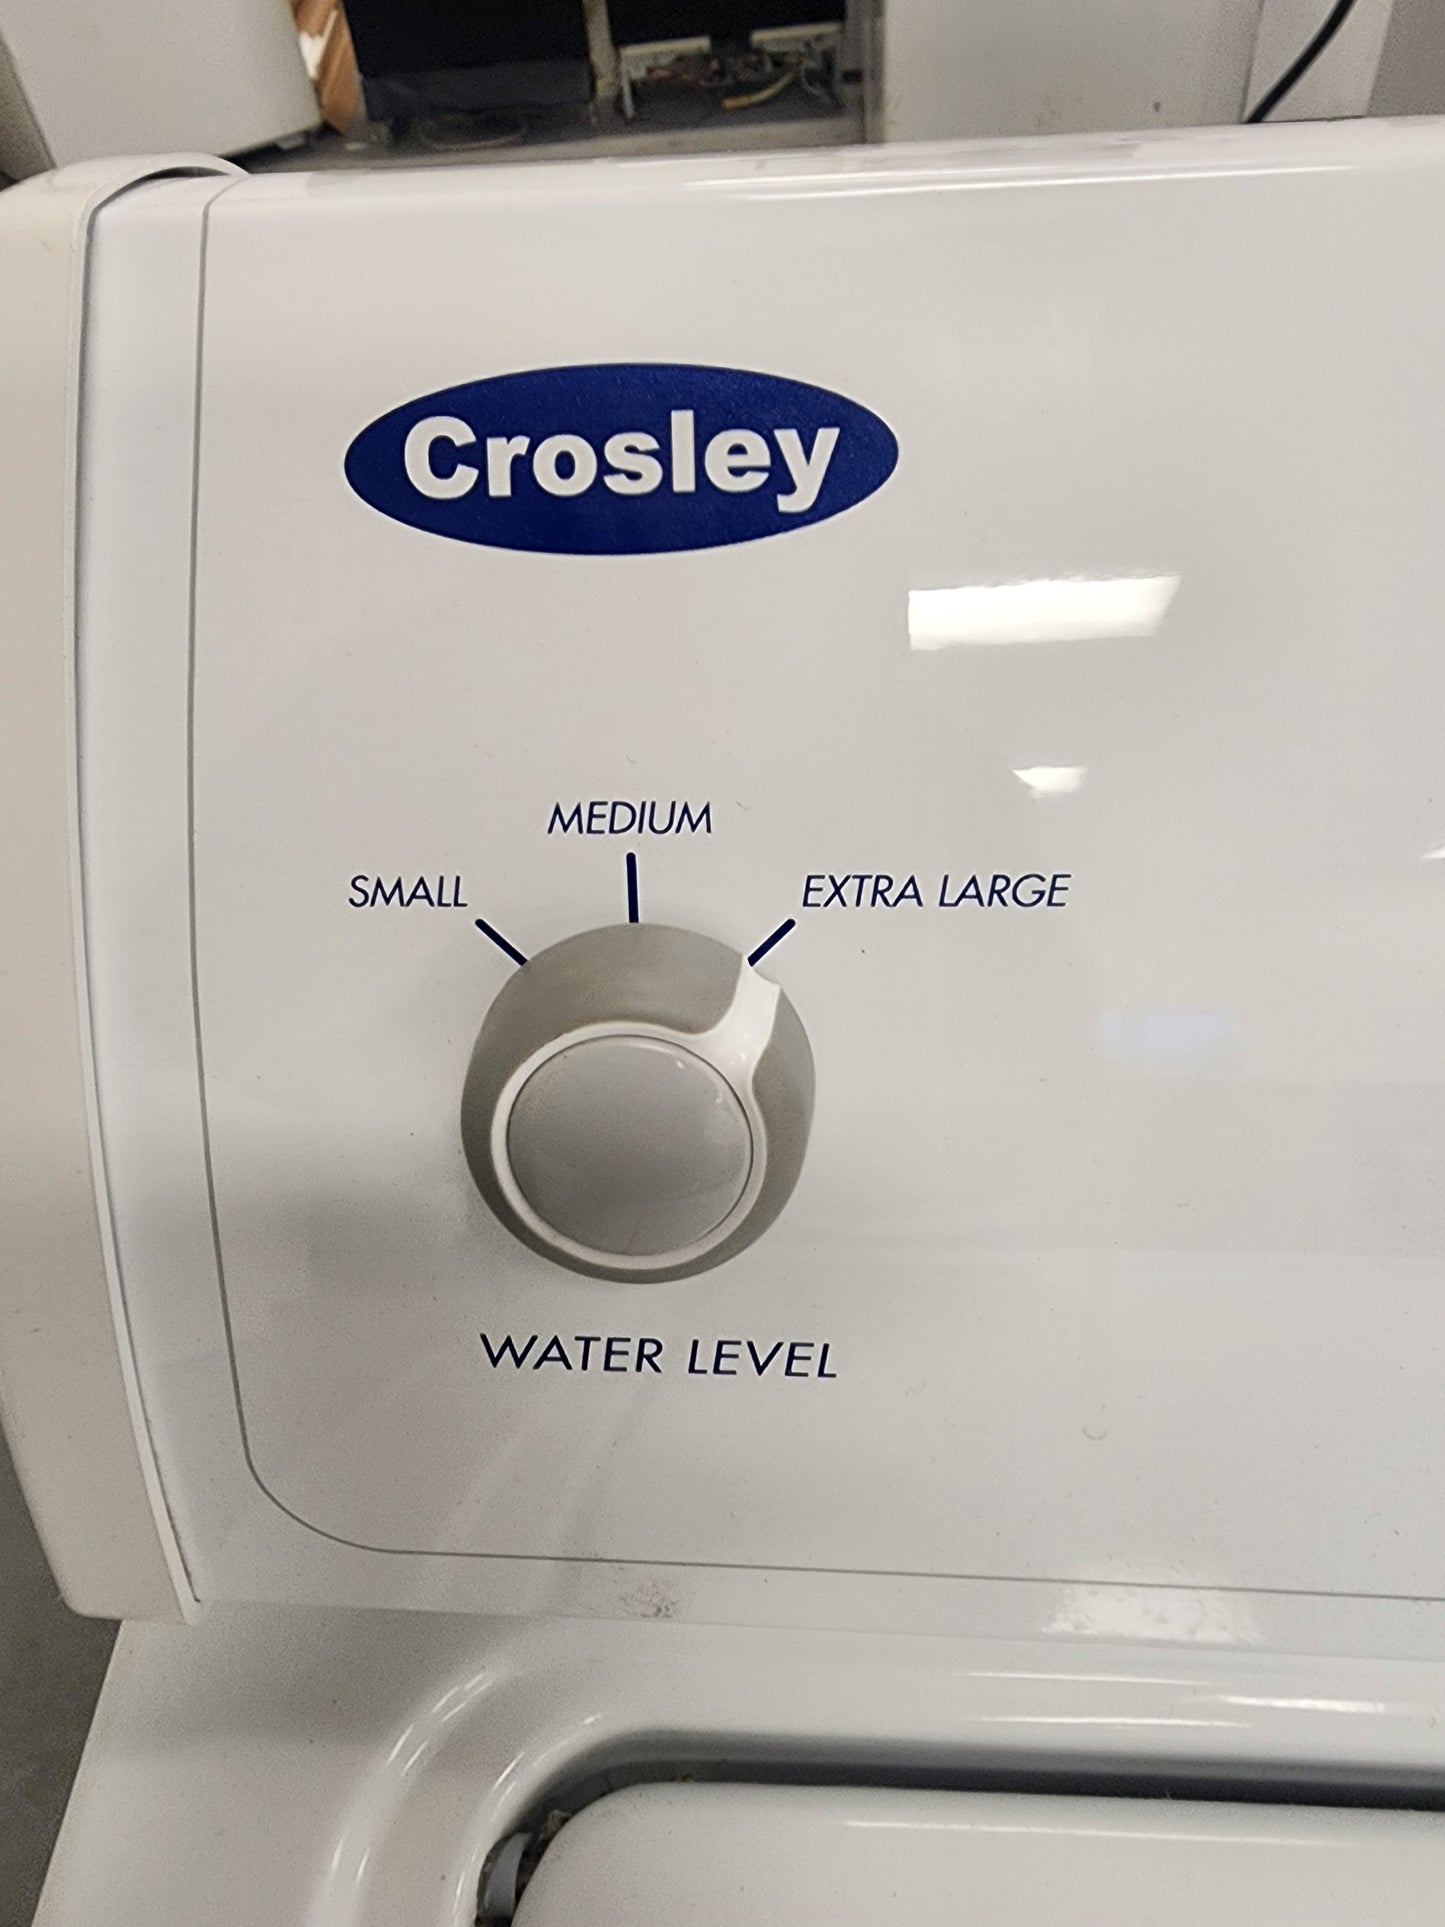 Crosley
MEDIUM
SMALL
EXTRA LARGE
WATER LEVEL